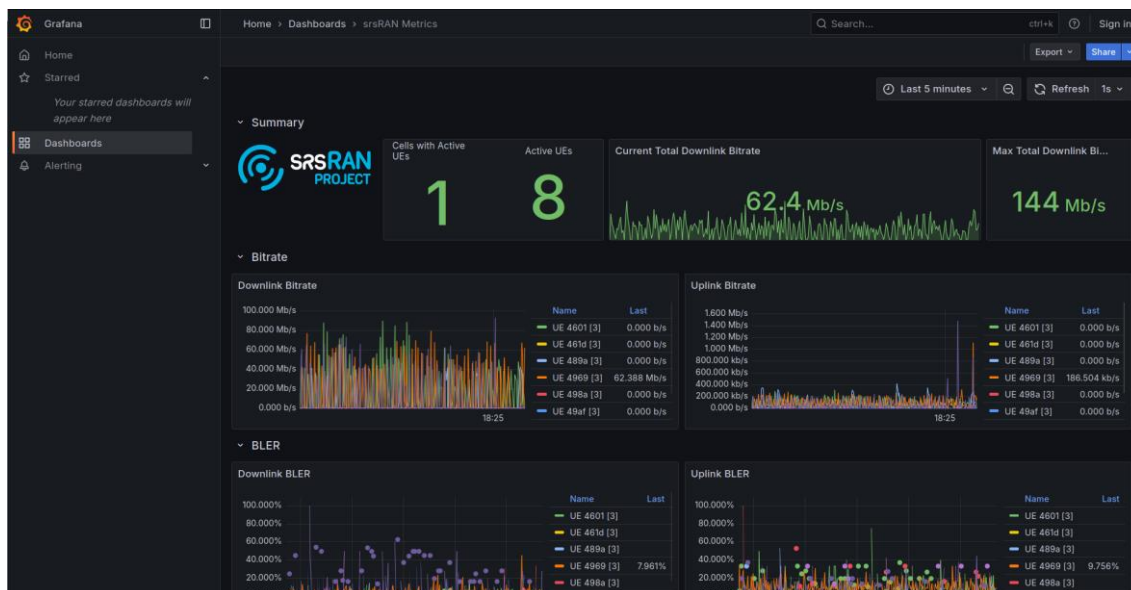 Grafana
Home > Dashboards > srsRAN Metrics
Search...
ctrl+k
Sign in
Home
Starred
Your starred dashboards will
appear here
Dashboards
Alerting
Export
Share
Last 5 minutes
Refresh 1s
Summary
srsRAN
PROJECT
Cells with Active
UEs
1
Active UEs
8
Current Total Downlink Bitrate
62.4 Mb/s
Max Total Downlink Bi...
144 Mb/s
Bitrate
Downlink Bitrate
100.000 Mb/s
80.000 Mb/s
60.000 Mb/s
40.000 Mb/s
20.000 Mb/s
0.000 b/s
18:25
Name Last
UE 4601 [3] 0.000 b/s
UE 461d [3] 0.000 b/s
UE 489a [3] 0.000 b/s
UE 4969 [3] 62.388 Mb/s
UE 498a [3] 0.000 b/s
UE 49af [3] 0.000 b/s
Uplink Bitrate
1.600 Mb/s
1.400 Mb/s
1.200 Mb/s
1.000 Mb/s
800.000 kb/s
600.000 kb/s
400.000 kb/s
200.000 kb/s
0.000 b/s
18:25
Name Last
UE 4601 [3] 0.000 b/s
UE 461d [3] 0.000 b/s
UE 489a [3] 0.000 b/s
UE 4969 [3] 186.504 kb/s
UE 498a [3] 0.000 b/s
UE 49af [3] 0.000 b/s
BLER
Downlink BLER
100.000%
80.000%
60.000%
40.000%
20.000%
Name Last
UE 4601 [3]
UE 461d [3]
UE 489a [3]
UE 4969 [3] 7.961%
UE 498a [3]
Uplink BLER
100.000%
80.000%
60.000%
40.000%
20.000%
Name Last
UE 4601 [3]
UE 461d [3]
UE 489a [3]
UE 4969 [3] 9.756%
UE 498a [3]